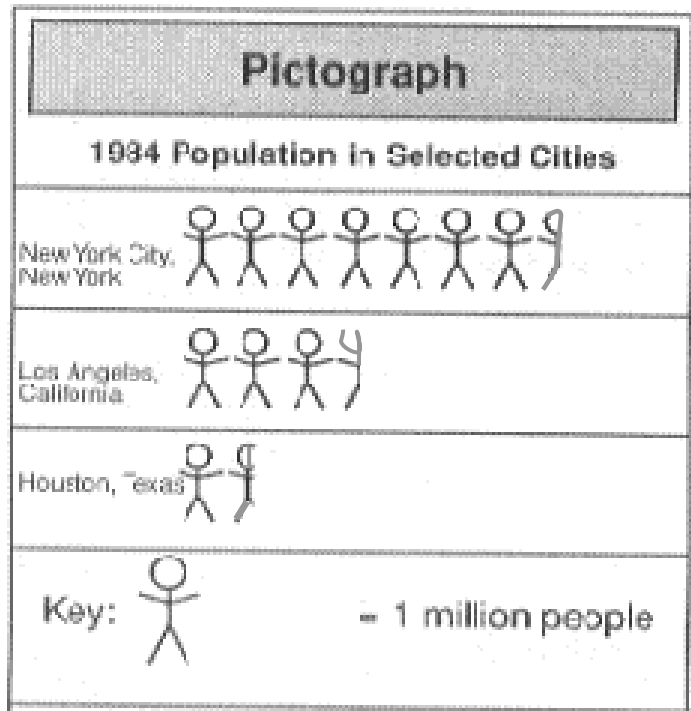 Pictograph
1984 Population in Selected Cities
New York City,
New York
Los Angeles,
California
Houston, Texas
Key: = 1 million people